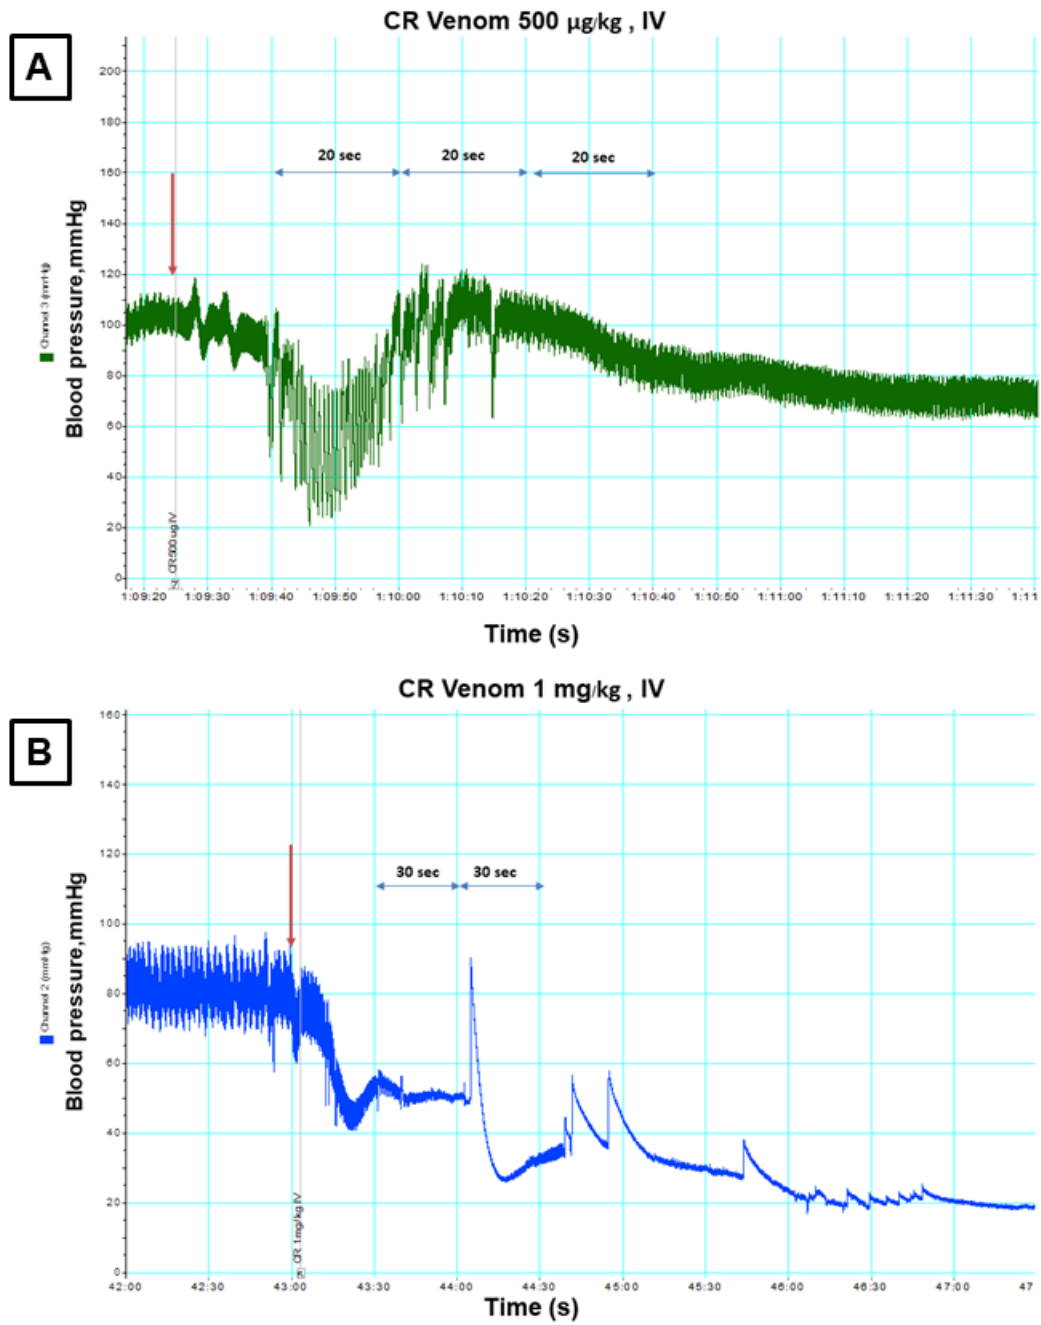 CR Venom 500 µg/kg , IV
A
200
180
160
140
120
100
80
60
40
20
0
Blood pressure,mmHg
Channel 3 (mmHg)
20 sec 20 sec 20 sec
CR 500 ug IV
1:09:20 1:09:30 1:09:40 1:09:50 1:10:00 1:10:10 1:10:20 1:10:30 1:10:40 1:10:50 1:11:00 1:11:10 1:11:20 1:11:30 1:11
Time (s)
CR Venom 1 mg/kg , IV
B
160
140
120
100
80
60
40
20
0
Blood pressure,mmHg
Channel 2 (mmHg)
30 sec 30 sec
CR 1mg/kg IV
42:00 42:30 43:00 43:30 44:00 44:30 45:00 45:30 46:00 46:30 47:00 47
Time (s)